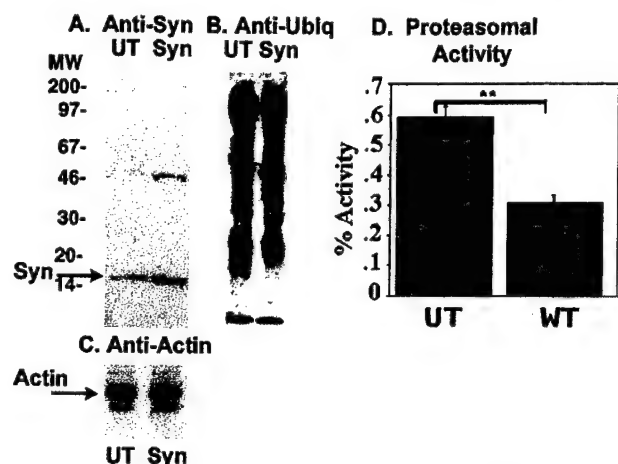 A. Anti-Syn
UT Syn
MW
200-
97-
67-
46-
30-
20-
14-
Syn
B. Anti-Ubiq
UT Syn
C. Anti-Actin
Actin
UT Syn
D. Proteasomal
Activity
% Activity
.7
.6
.5
.4
.3
.2
.1
0
**
UT
WT